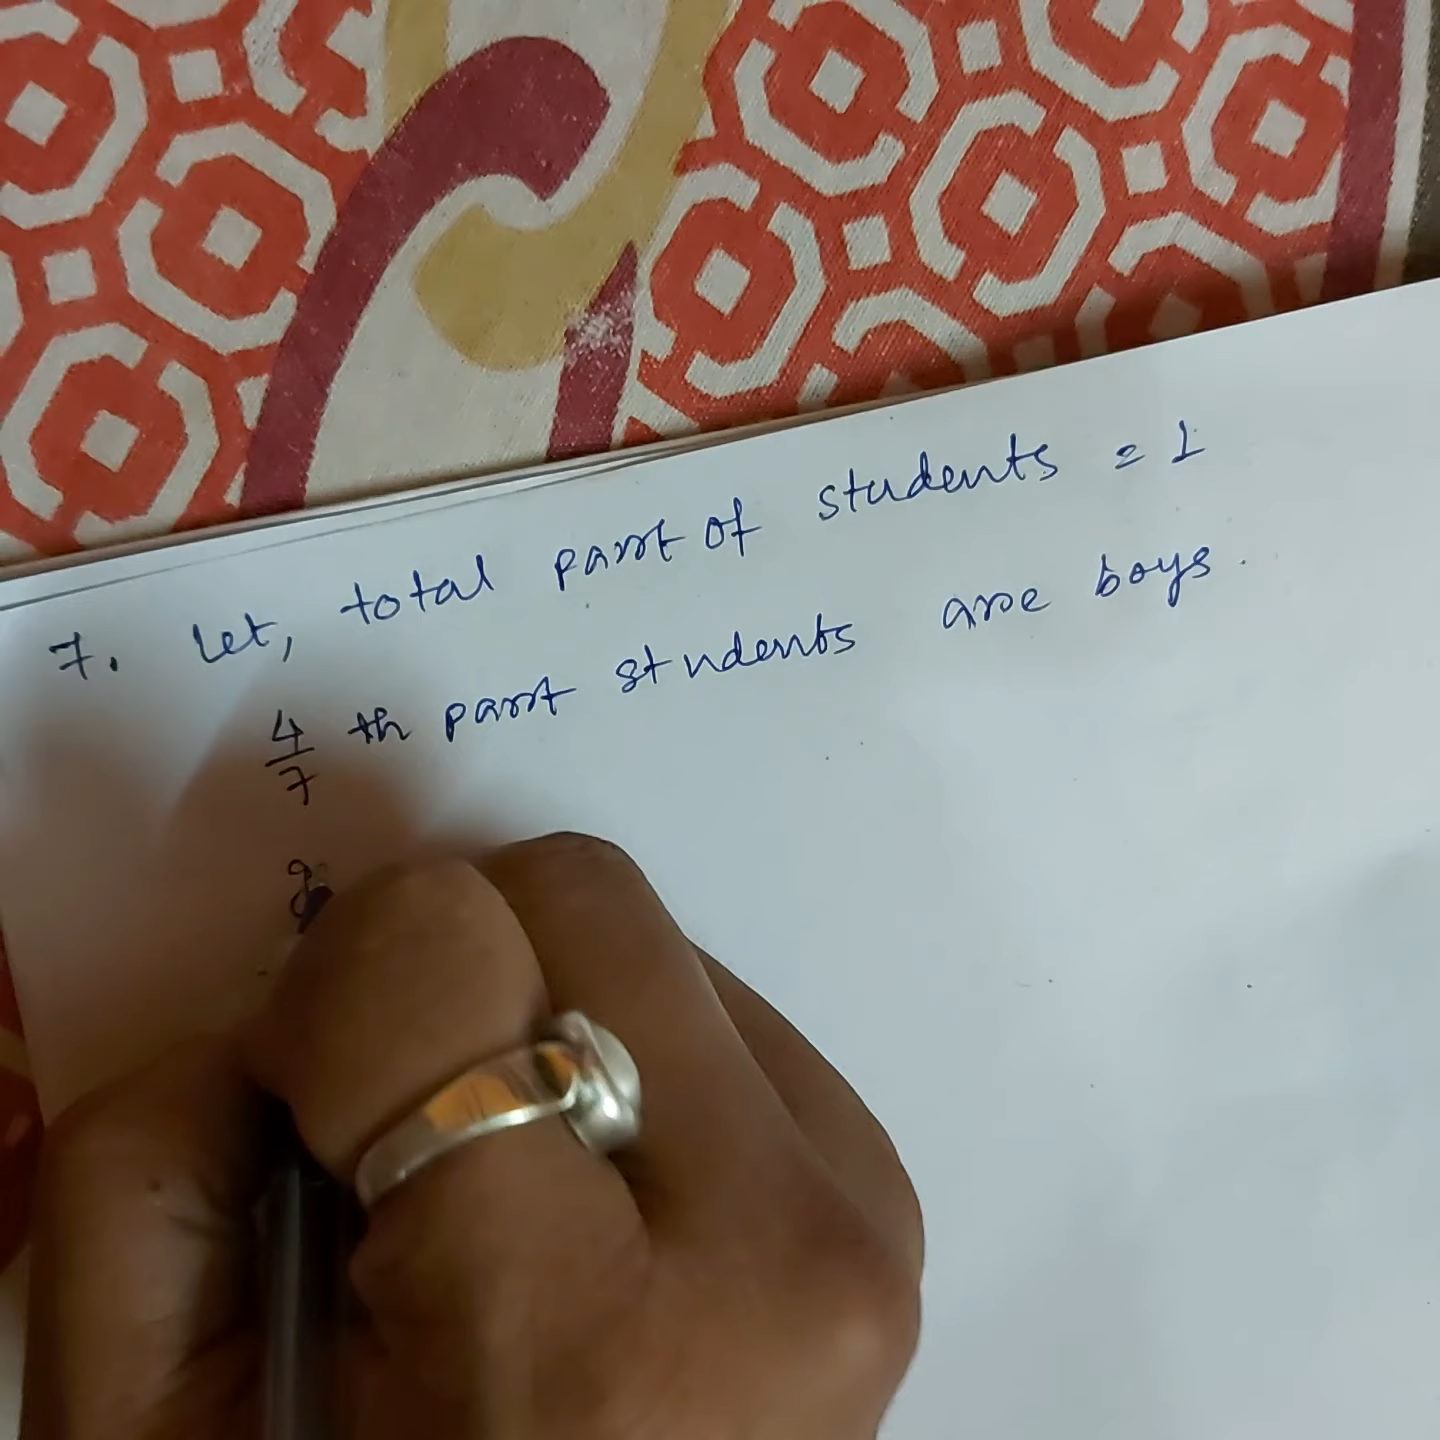 7. Let, total part of students = 1
4/7 th part students are boys.